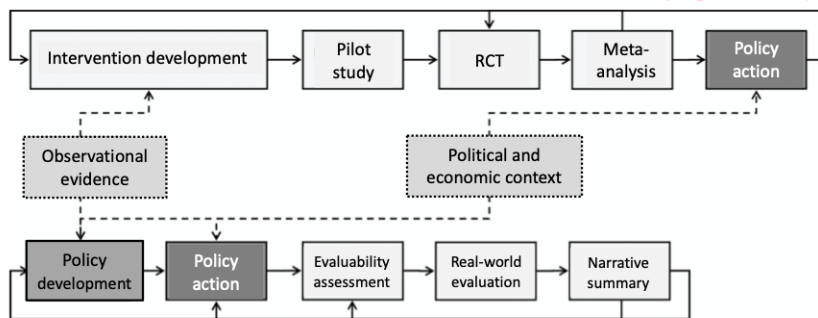 Intervention development
Pilot
study
RCT
Meta-
analysis
Policy
action
Observational
evidence
Political and
economic context
Policy
development
Policy
action
Evaluability
assessment
Real-world
evaluation
Narrative
summary